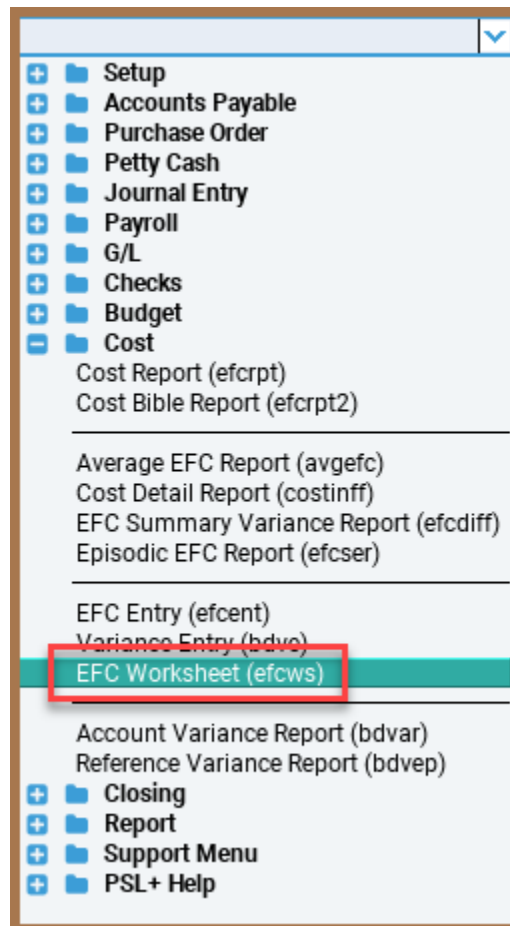 Setup
Accounts Payable
Purchase Order
Petty Cash
Journal Entry
Payroll
G/L
Checks
Budget
Cost
Cost Report (efcrpt)
Cost Bible Report (efcrpt2)
Average EFC Report (avgefc)
Cost Detail Report (costinff)
EFC Summary Variance Report (efcdiff)
Episodic EFC Report (efcser)
EFC Entry (efcent)
Variance Entry (bdve)
EFC Worksheet (efcws)
Account Variance Report (bdvar)
Reference Variance Report (bdvep)
Closing
Report
Support Menu
PSL+ Help